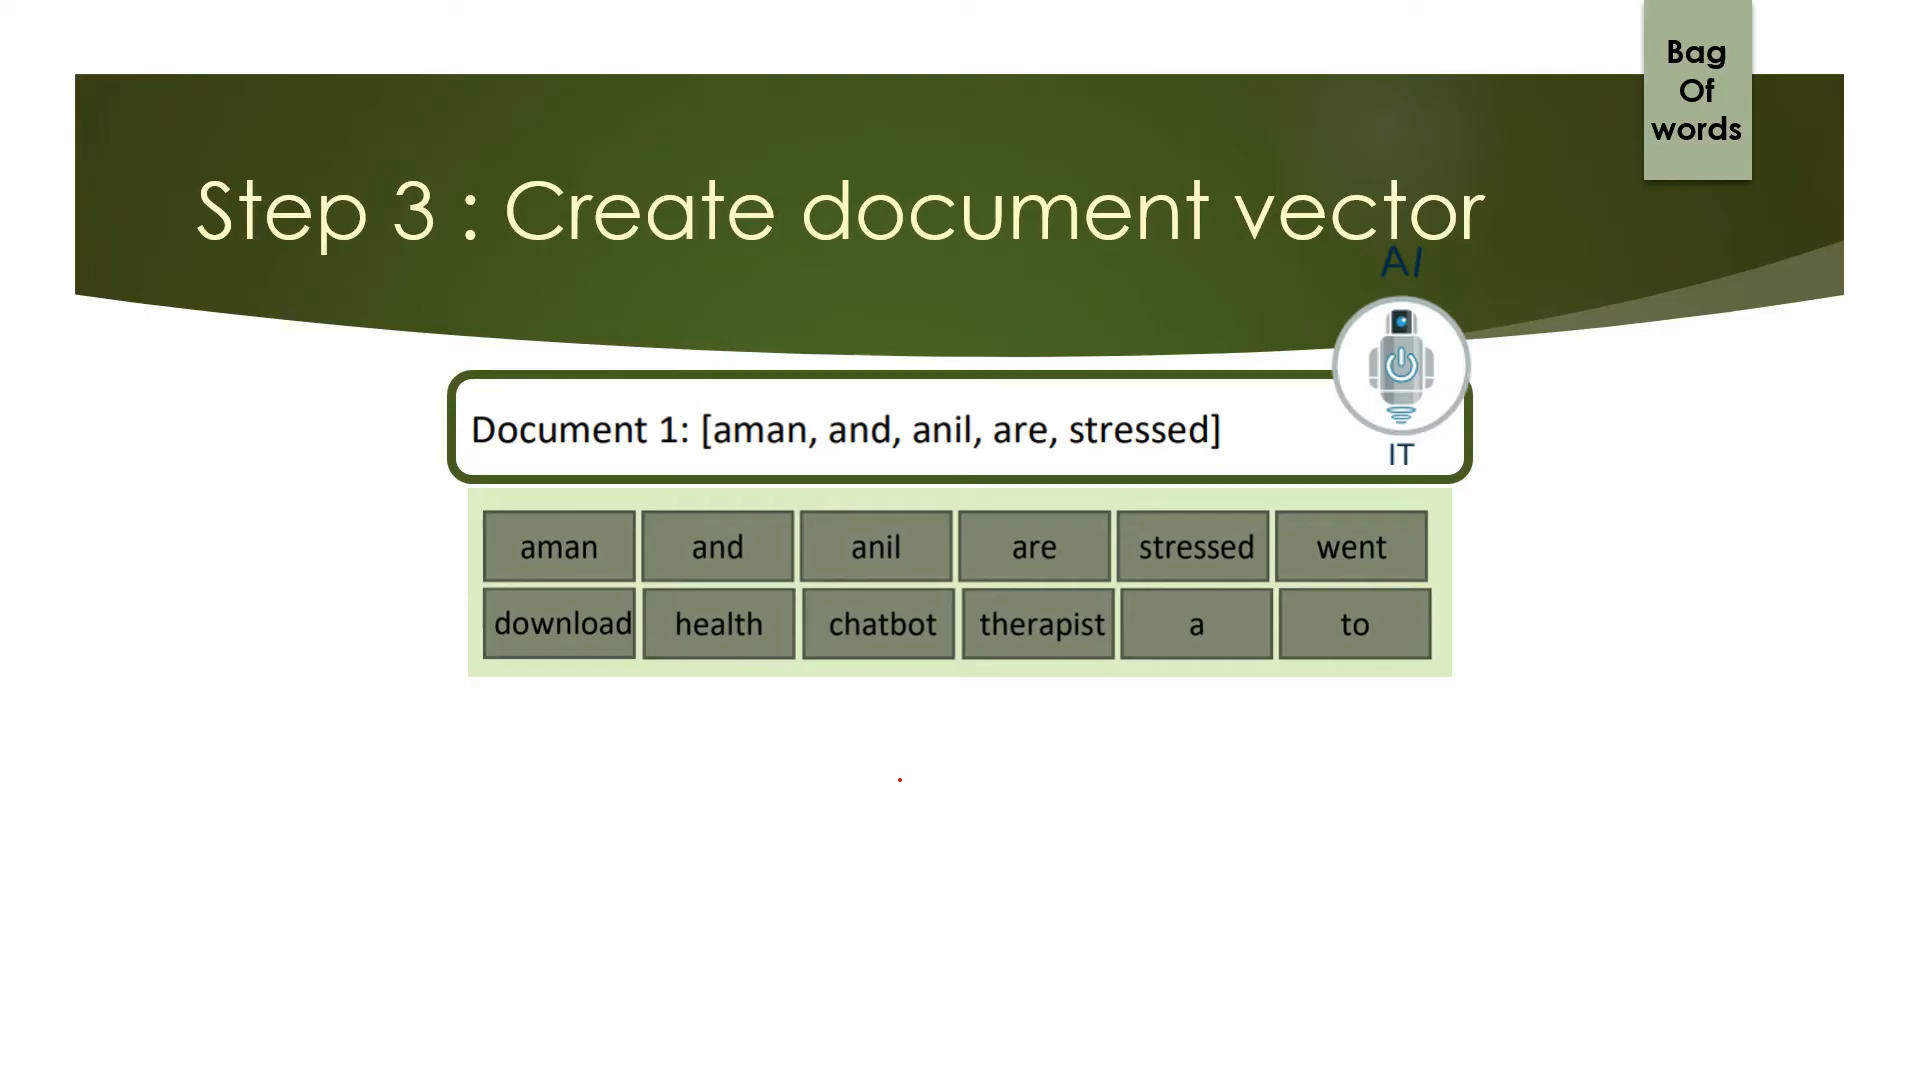 Bag
Of
words
Step 3 : Create document vector
AI
Document 1: [aman, and, anil, are, stressed]
IT
aman and anil are stressed went
download health chatbot therapist a to